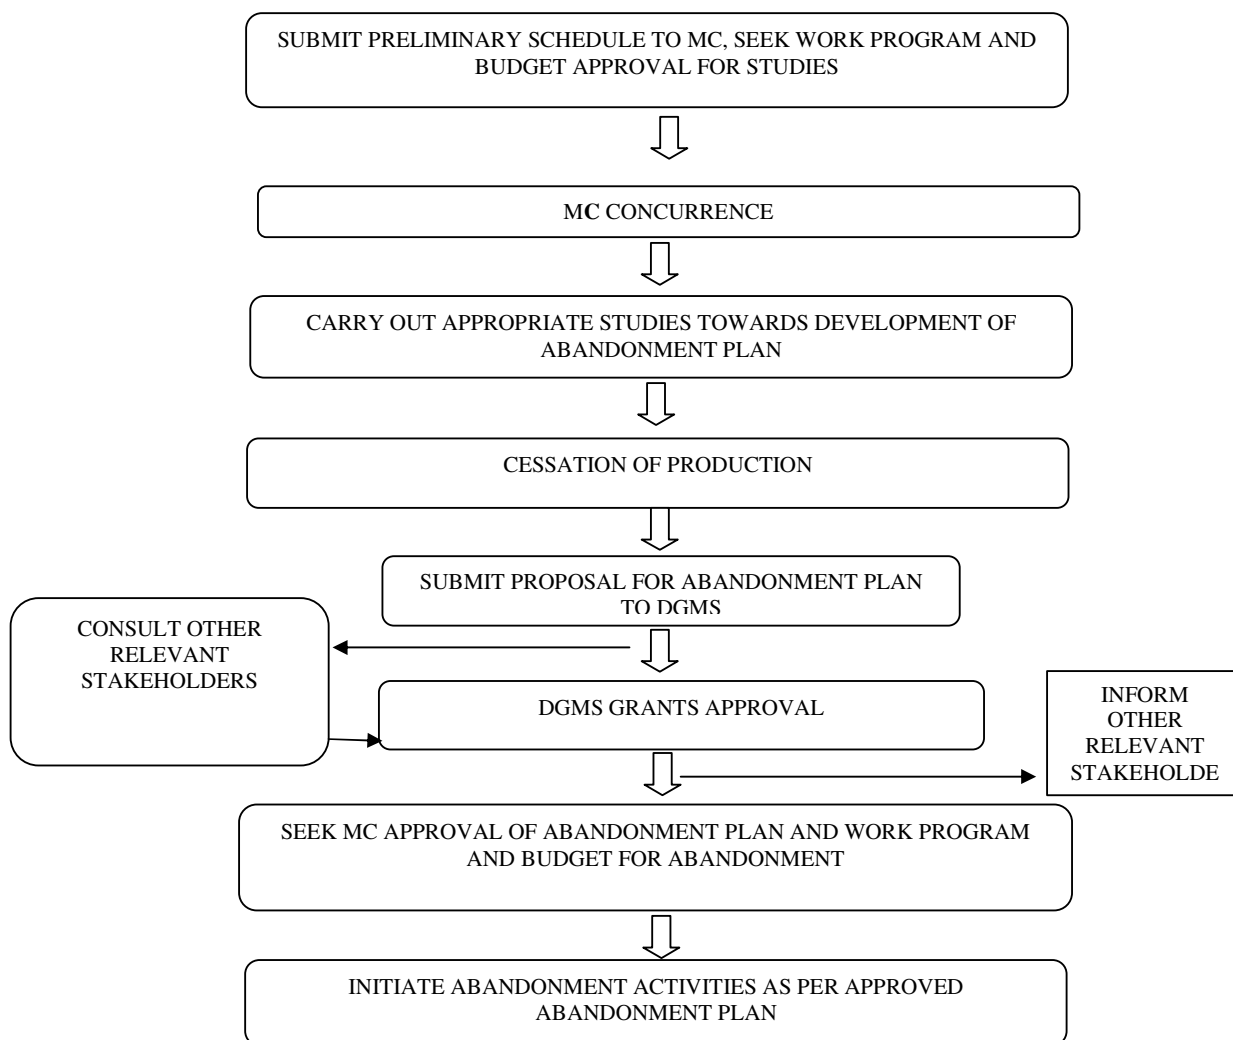 SUBMIT PRELIMINARY SCHEDULE TO MC, SEEK WORK PROGRAM AND
BUDGET APPROVAL FOR STUDIES
MC CONCURRENCE
CARRY OUT APPROPRIATE STUDIES TOWARDS DEVELOPMENT OF
ABANDONMENT PLAN
CESSATION OF PRODUCTION
SUBMIT PROPOSAL FOR ABANDONMENT PLAN
TO DGMS
CONSULT OTHER
RELEVANT
STAKEHOLDERS
DGMS GRANTS APPROVAL
INFORM
OTHER
RELEVANT
STAKEHOLDE
SEEK MC APPROVAL OF ABANDONMENT PLAN AND WORK PROGRAM
AND BUDGET FOR ABANDONMENT
INITIATE ABANDONMENT ACTIVITIES AS PER APPROVED
ABANDONMENT PLAN